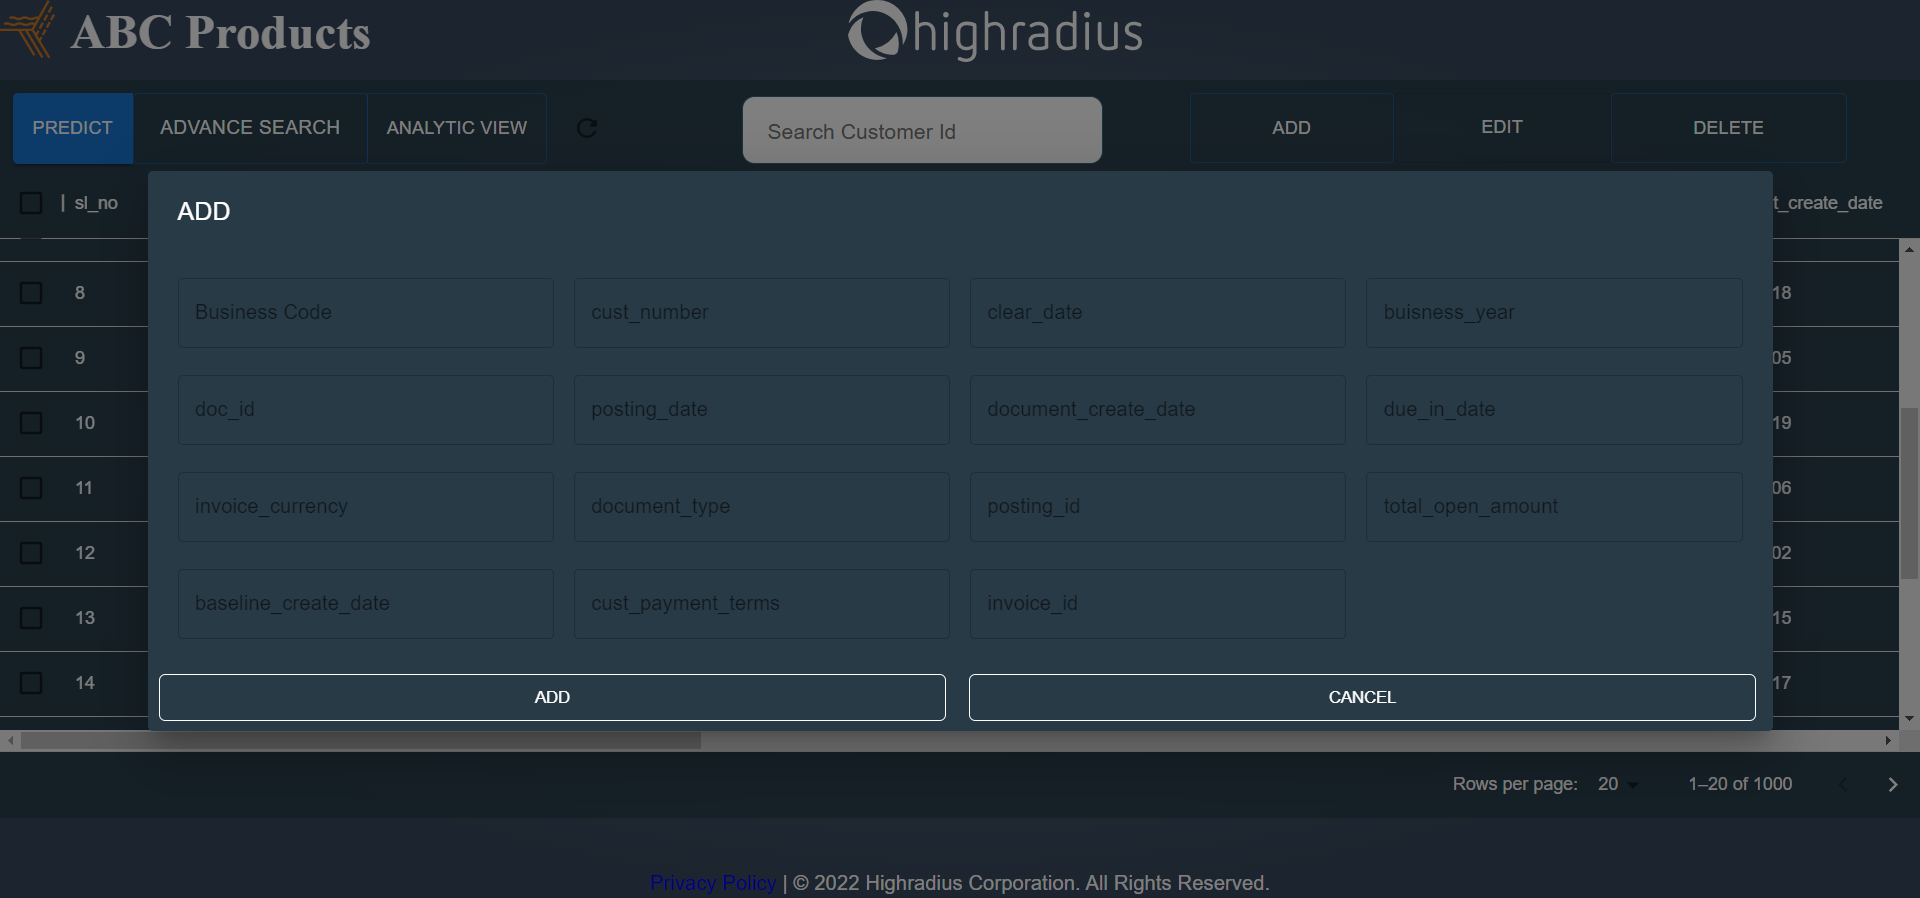 ABC Products
highradius
PREDICT ADVANCE SEARCH ANALYTIC VIEW Search Customer Id ADD EDIT DELETE
| sl_no t_create_date
ADD
8 18
Business Code cust_number clear_date buisness_year
9 05
doc_id posting_date document_create_date due_in_date
10 19
11 06
invoice_currency document_type posting_id total_open_amount
12 02
baseline_create_date cust_payment_terms invoice_id
13 15
14 17
ADD CANCEL
Rows per page: 20 1–20 of 1000
Privacy Policy | © 2022 Highradius Corporation. All Rights Reserved.